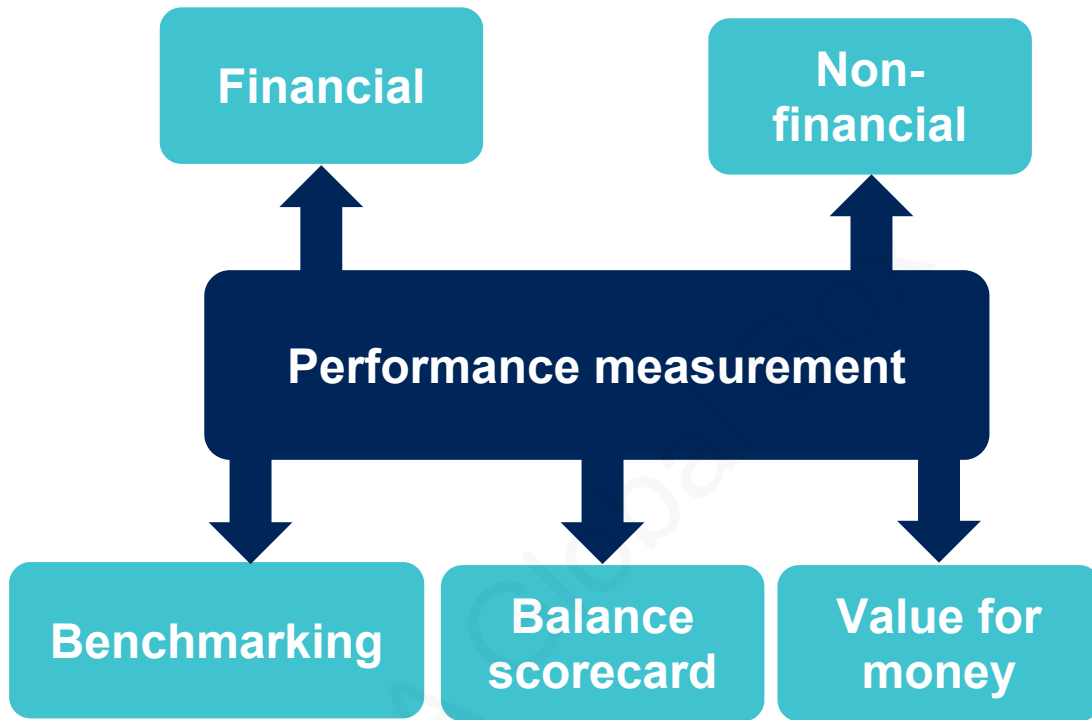 Financial
Non-
financial
Performance measurement
Benchmarking
Balance
scorecard
Value for
money